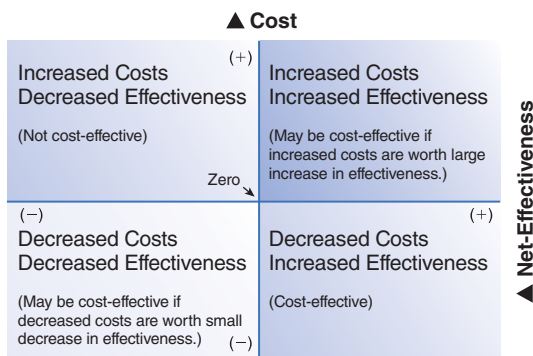 ▲ Cost
(+)
Increased Costs
Decreased Effectiveness
(Not cost-effective)
Zero
Increased Costs
Increased Effectiveness
(May be cost-effective if
increased costs are worth large
increase in effectiveness.)
(−)
Decreased Costs
Decreased Effectiveness
(May be cost-effective if
decreased costs are worth small
decrease in effectiveness.)
(−)
(+)
Decreased Costs
Increased Effectiveness
(Cost-effective)
▲ Net-Effectiveness